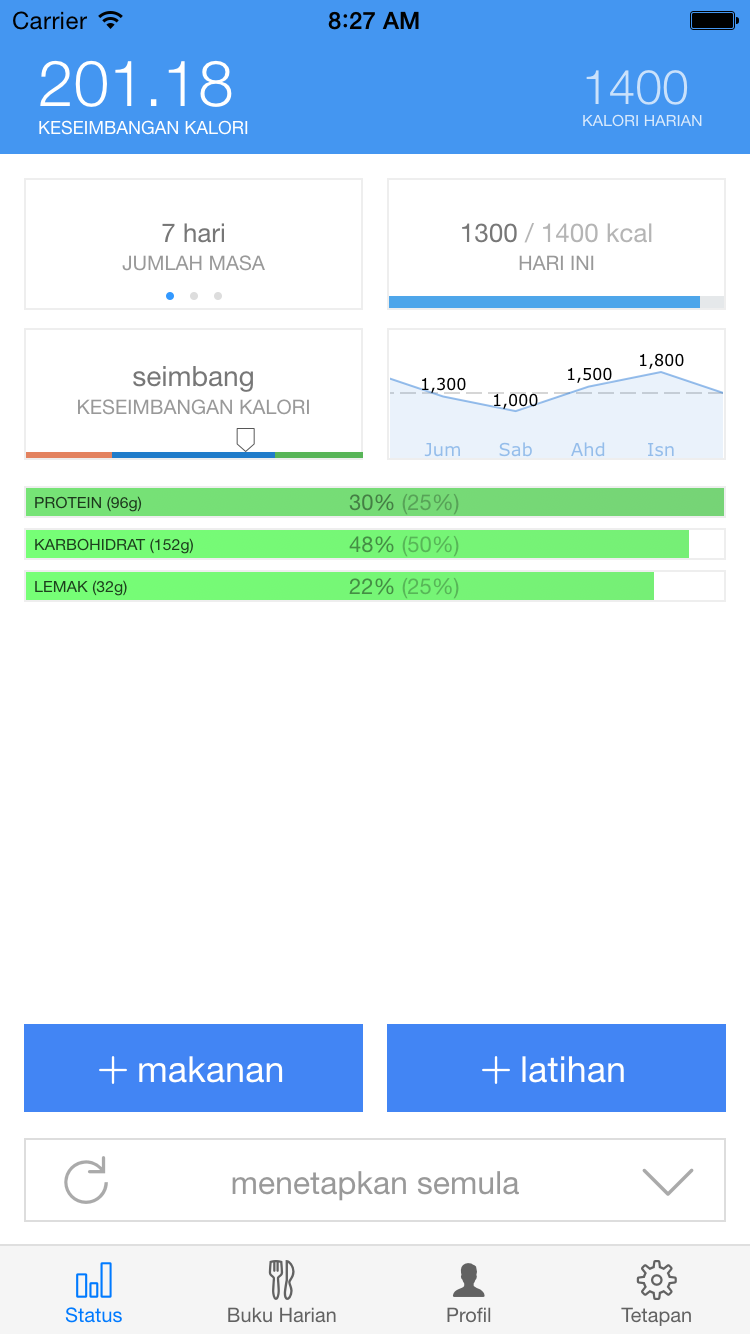 Carrier 8:27 AM
201.18
KESEIMBANGAN KALORI
1400
KALORI HARIAN
7 hari
JUMLAH MASA
1300 / 1400 kcal
HARI INI
seimbang
KESEIMBANGAN KALORI
1,300
1,000
1,500
1,800
Jum Sab Ahd Isn
PROTEIN (96g) 30% (25%)
KARBOHIDRAT (152g) 48% (50%)
LEMAK (32g) 22% (25%)
+ makanan
+ latihan
menetapkan semula
Status Buku Harian Profil Tetapan